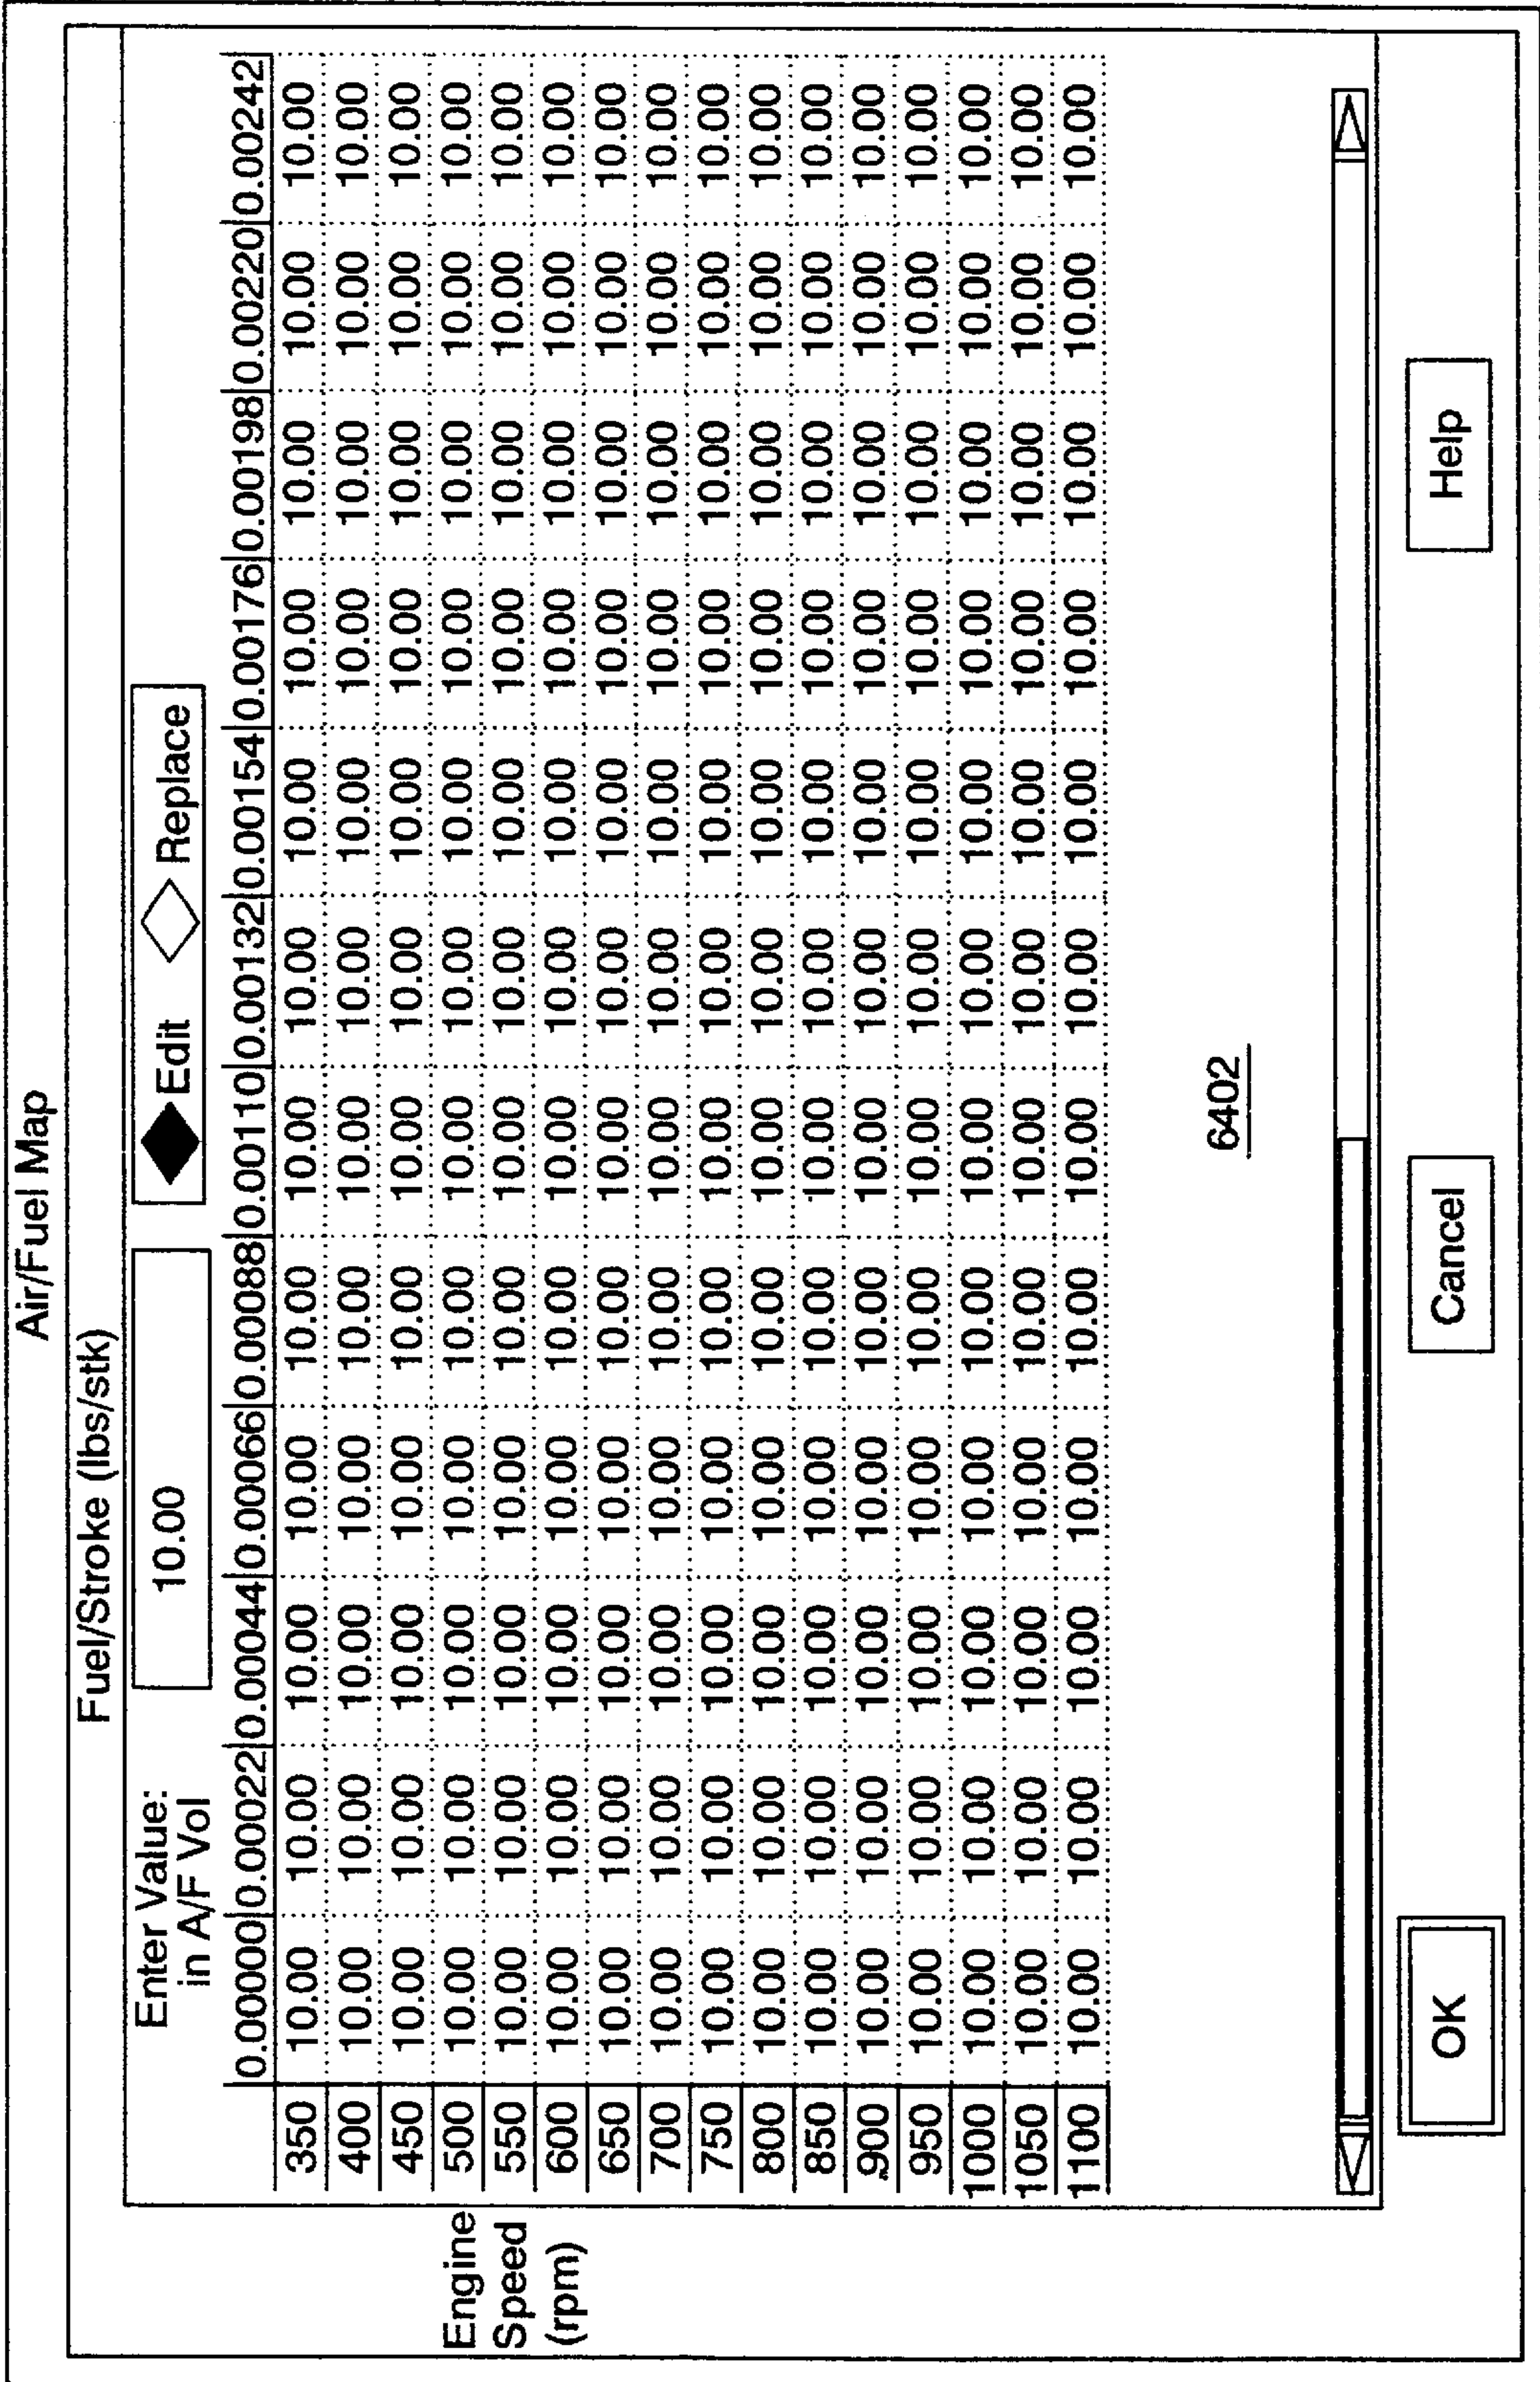 Air/Fuel Map
Fuel/Stroke (lbs/stk)
Enter Value: 10.00 Edit Replace
in A/F Vol
0.00000 0.00022 0.00044 0.00066 0.00088 0.00110 0.00132 0.00154 0.00176 0.00198 0.00220 0.00242
350 10.00 10.00 10.00 10.00 10.00 10.00 10.00 10.00 10.00 10.00 10.00 10.00
400 10.00 10.00 10.00 10.00 10.00 10.00 10.00 10.00 10.00 10.00 10.00 10.00
450 10.00 10.00 10.00 10.00 10.00 10.00 10.00 10.00 10.00 10.00 10.00 10.00
Engine 500 10.00 10.00 10.00 10.00 10.00 10.00 10.00 10.00 10.00 10.00 10.00 10.00
Speed 550 10.00 10.00 10.00 10.00 10.00 10.00 10.00 10.00 10.00 10.00 10.00 10.00
(rpm) 600 10.00 10.00 10.00 10.00 10.00 10.00 10.00 10.00 10.00 10.00 10.00 10.00
650 10.00 10.00 10.00 10.00 10.00 10.00 10.00 10.00 10.00 10.00 10.00 10.00
700 10.00 10.00 10.00 10.00 10.00 10.00 10.00 10.00 10.00 10.00 10.00 10.00
750 10.00 10.00 10.00 10.00 10.00 10.00 10.00 10.00 10.00 10.00 10.00 10.00
800 10.00 10.00 10.00 10.00 10.00 10.00 10.00 10.00 10.00 10.00 10.00 10.00
850 10.00 10.00 10.00 10.00 10.00 10.00 10.00 10.00 10.00 10.00 10.00 10.00
900 10.00 10.00 10.00 10.00 10.00 10.00 10.00 10.00 10.00 10.00 10.00 10.00
950 10.00 10.00 10.00 10.00 10.00 10.00 10.00 10.00 10.00 10.00 10.00 10.00
1000 10.00 10.00 10.00 10.00 10.00 10.00 10.00 10.00 10.00 10.00 10.00 10.00
1050 10.00 10.00 10.00 10.00 10.00 10.00 10.00 10.00 10.00 10.00 10.00 10.00
1100 10.00 10.00 10.00 10.00 10.00 10.00 10.00 10.00 10.00 10.00 10.00 10.00
6402
OK Cancel Help